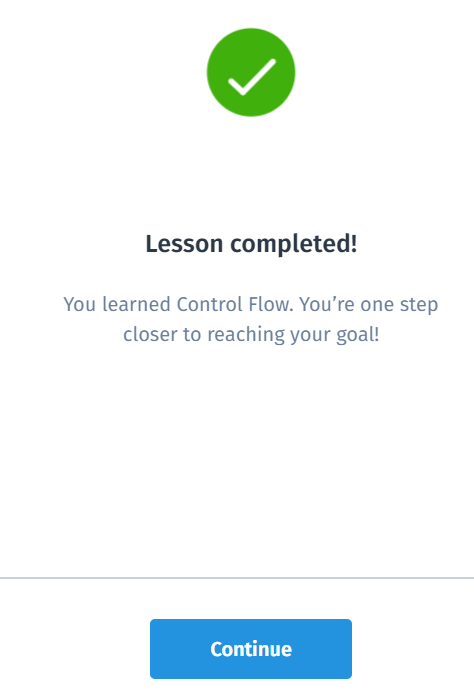 Lesson completed!
You learned Control Flow. You’re one step
closer to reaching your goal!
Continue